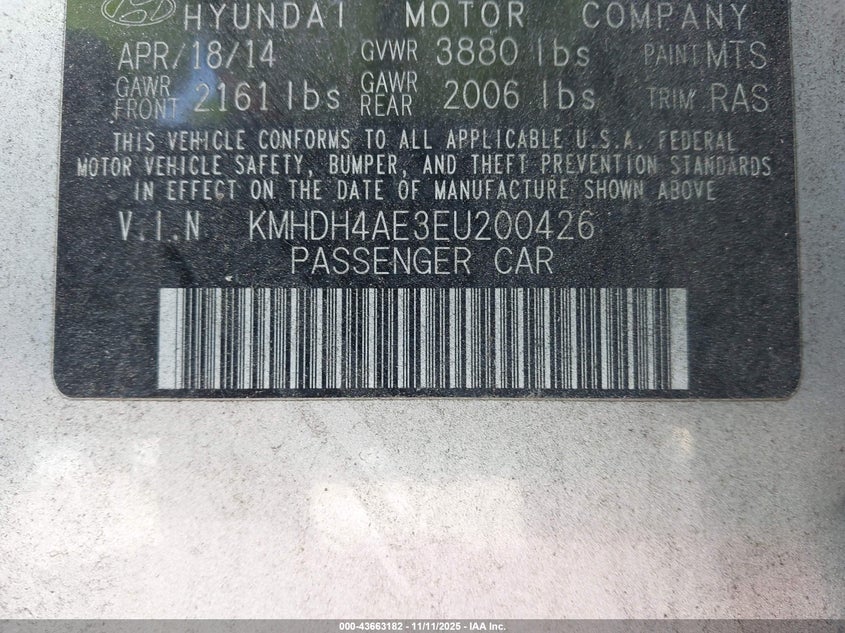 HYUNDAI MOTOR COMPANY
APR/18/14 GVWR 3880 lbs PAINT MTS
GAWR FRONT 2161 lbs GAWR REAR 2006 lbs TRIM RAS
THIS VEHICLE CONFORMS TO ALL APPLICABLE U.S.A. FEDERAL
MOTOR VEHICLE SAFETY, BUMPER, AND THEFT PREVENTION STANDARDS
IN EFFECT ON THE DATE OF MANUFACTURE SHOWN ABOVE
V.I.N KMHDH4AE3EU200426
PASSENGER CAR
000-43663182 - 11/11/2025 - IAA Inc.